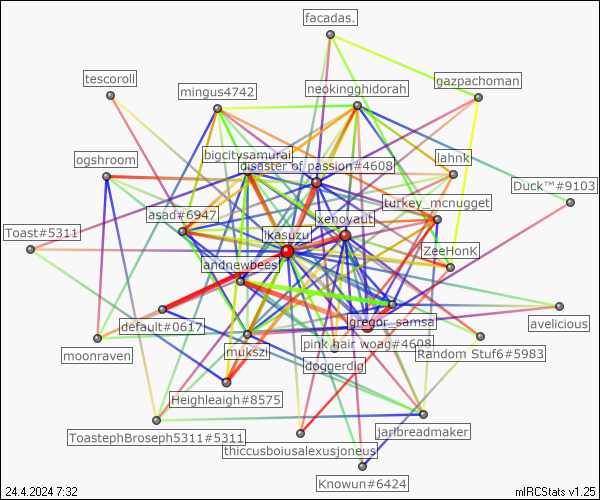 facadas.
tescoroll
gazpachoman
mingus4742
neokingghidorah
bigcitysamurai
lahnk
ogshroom
disaster of passion#4608
Duck™#9103
turkey_mcnugget
asad#6947
xenoyaut
Toast#5311
ikasuzu
ZeeHonK
andnewbees
default#0617
gregor_samsa
avelicious
pink hair woag#4608
moonraven
mukszi
Random Stuf6#5983
doggerdig
Heighleaigh#8575
jarlbreadmaker
ToastephBroseph5311#5311
thiccusboiusalexusjoneus
Knowun#6424
24.4.2024 7:32
mIRCStats v1.25